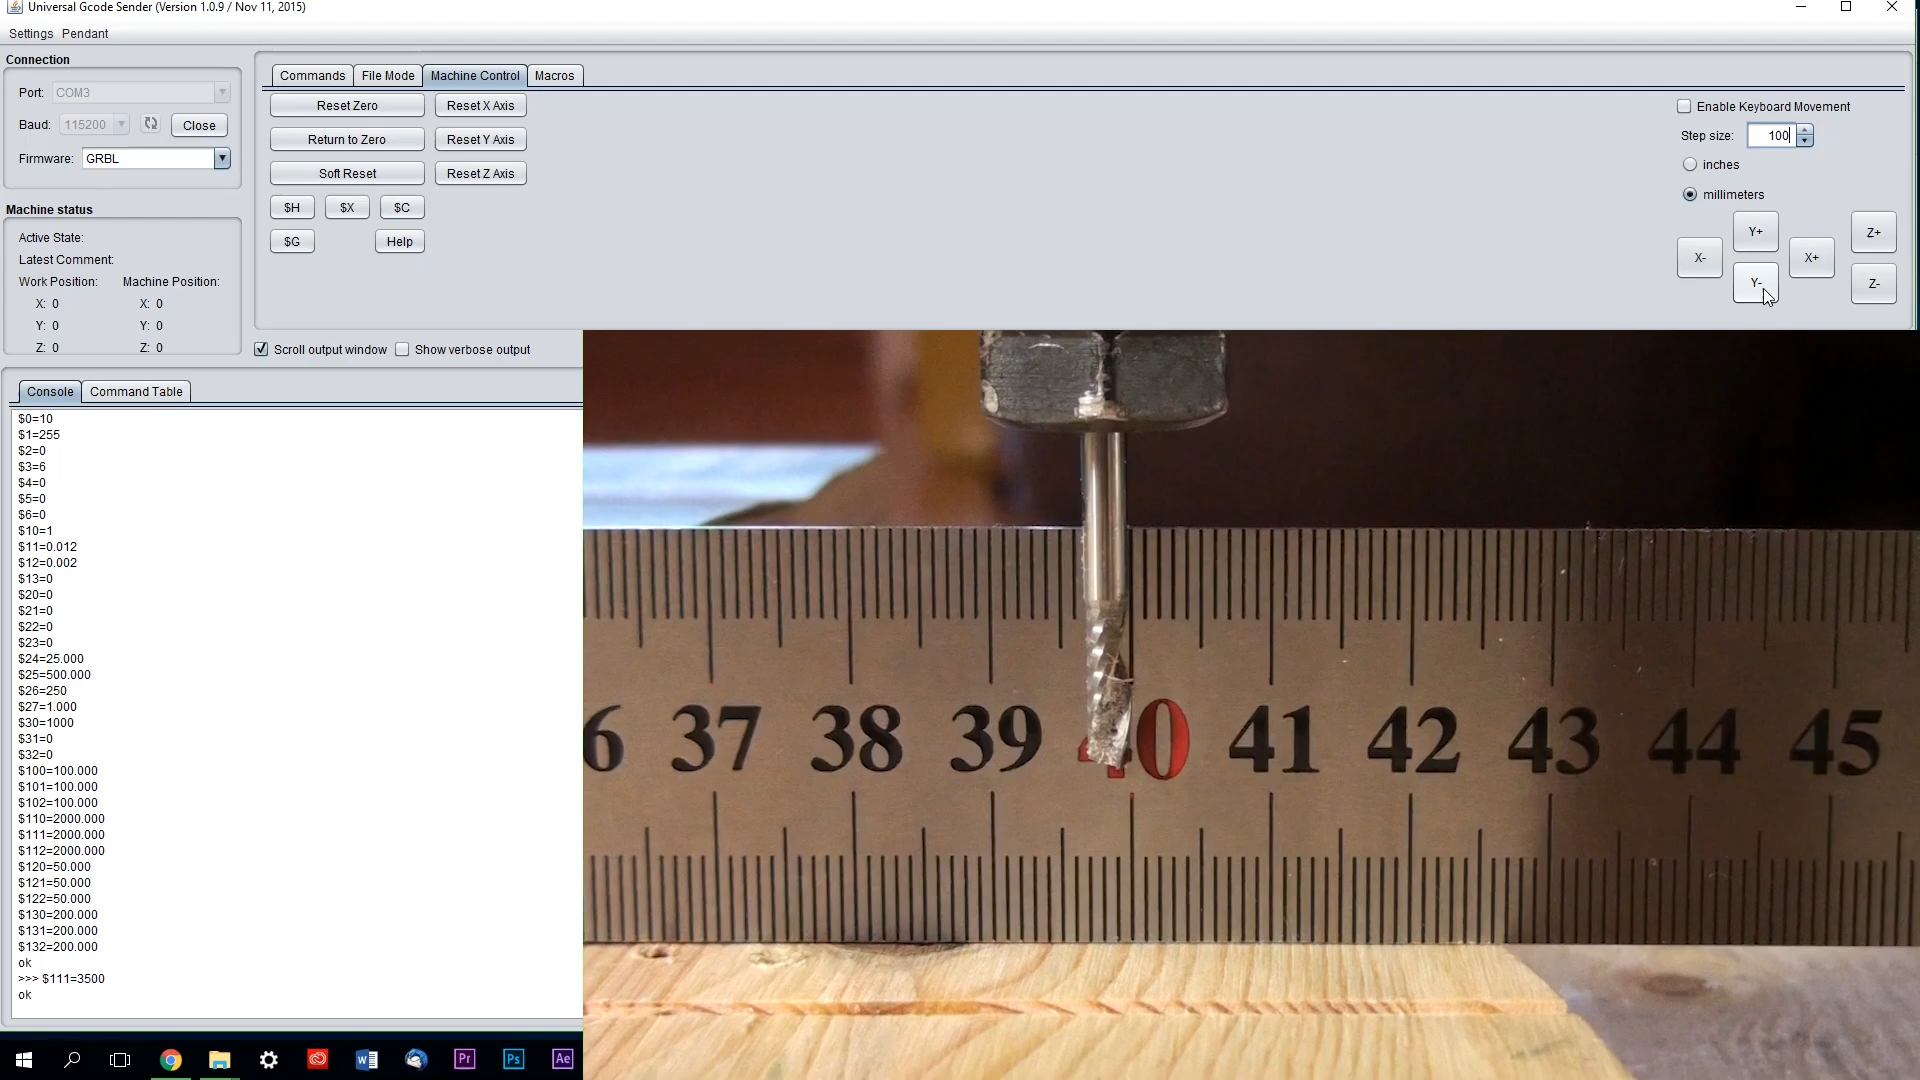 Universal Gcode Sender (Version 1.0.9 / Nov 11, 2015)
Settings Pendant
Connection
Port: COM3
Baud: 115200 Close
Firmware: GRBL
Machine status
Active State:
Latest Comment:
Work Position: Machine Position:
X: 0 X: 0
Y: 0 Y: 0
Z: 0 Z: 0
Commands File Mode Machine Control Macros
Reset Zero Reset X Axis
Return to Zero Reset Y Axis
Soft Reset Reset Z Axis
$H $X $C
$G Help
Enable Keyboard Movement
Step size: 100
inches
millimeters
Y+
X- X+
Y-
Z+
Z-
Scroll output window Show verbose output
Console Command Table
$0=10
$1=255
$2=0
$3=6
$4=0
$5=0
$6=0
$10=1
$11=0.012
$12=0.002
$13=0
$20=0
$21=0
$22=0
$23=0
$24=25.000
$25=500.000
$26=250
$27=1.000
$30=1000
$31=0
$32=0
$100=100.000
$101=100.000
$102=100.000
$110=2000.000
$111=2000.000
$112=2000.000
$120=50.000
$121=50.000
$122=50.000
$130=200.000
$131=200.000
$132=200.000
ok
>>> $111=3500
ok
6 37 38 39 40 41 42 43 44 45
Pr Ps Ae